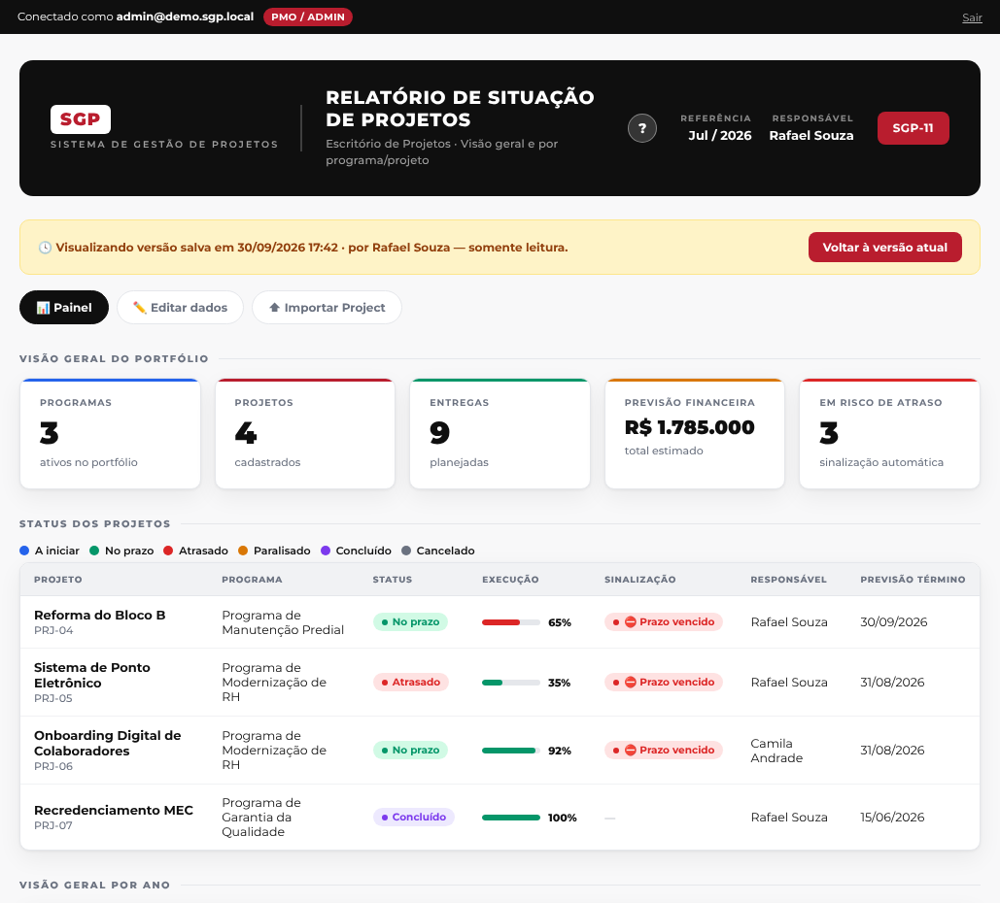 Conectado como admin@demo.sgp.local PMO / ADMIN Sair
SGP
SISTEMA DE GESTÃO DE PROJETOS
RELATÓRIO DE SITUAÇÃO
DE PROJETOS
Escritório de Projetos · Visão geral e por
programa/projeto
?
REFERÊNCIA
Jul / 2026
RESPONSÁVEL
Rafael Souza
SGP-11
Visualizando versão salva em 30/09/2026 17:42 · por Rafael Souza — somente leitura.
Voltar à versão atual
Painel
Editar dados
Importar Project
VISÃO GERAL DO PORTFÓLIO
PROGRAMAS
3
ativos no portfólio
PROJETOS
4
cadastrados
ENTREGAS
9
planejadas
PREVISÃO FINANCEIRA
R$ 1.785.000
total estimado
EM RISCO DE ATRASO
3
sinalização automática
STATUS DOS PROJETOS
A iniciar No prazo Atrasado Paralisado Concluído Cancelado
PROJETO PROGRAMA STATUS EXECUÇÃO SINALIZAÇÃO RESPONSÁVEL PREVISÃO TÉRMINO
Reforma do Bloco B
PRJ-04
Programa de
Manutenção Predial
No prazo
65%
Prazo vencido
Rafael Souza
30/09/2026
Sistema de Ponto
Eletrônico
PRJ-05
Programa de
Modernização de
RH
Atrasado
35%
Prazo vencido
Rafael Souza
31/08/2026
Onboarding Digital de
Colaboradores
PRJ-06
Programa de
Modernização de
RH
No prazo
92%
Prazo vencido
Camila
Andrade
31/08/2026
Recredenciamento MEC
PRJ-07
Programa de
Garantia da
Qualidade
Concluído
100%
—
Rafael Souza
15/06/2026
VISÃO GERAL POR ANO